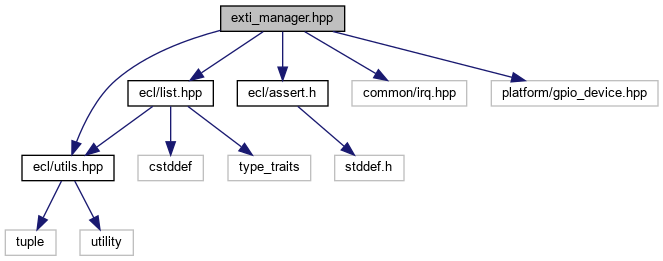 exti_manager.hpp
ecl/list.hpp
ecl/assert.h
common/irq.hpp
platform/gpio_device.hpp
ecl/utils.hpp
cstddef
type_traits
stddef.h
tuple
utility